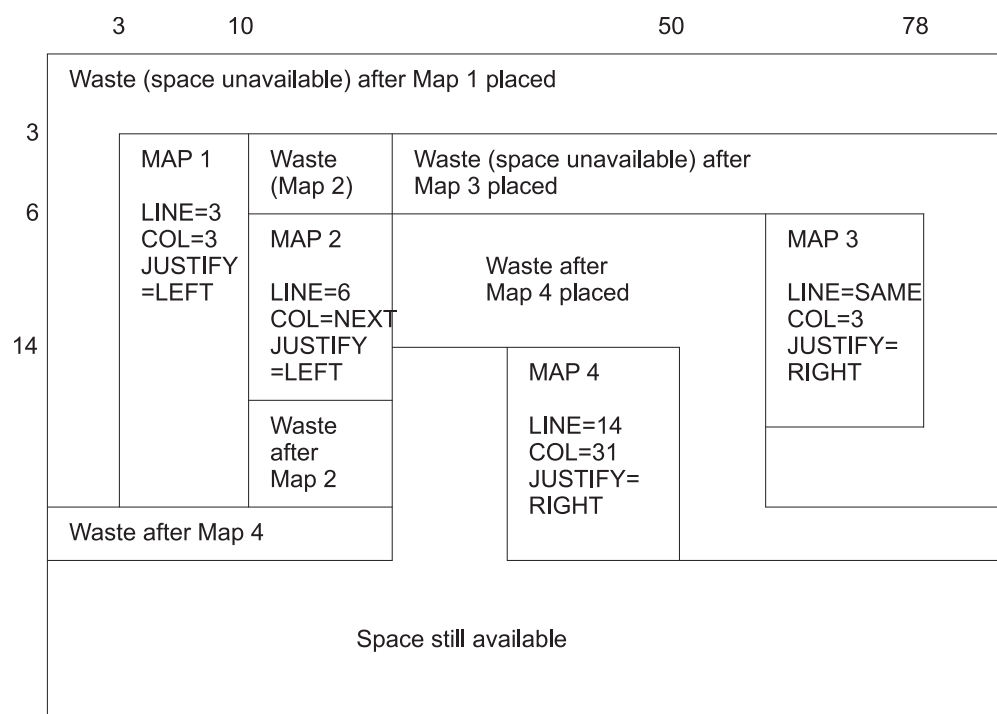 3 10 50 78
Waste (space unavailable) after Map 1 placed
3
MAP 1
LINE=3
COL=3
JUSTIFY
=LEFT
Waste
(Map 2)
Waste (space unavailable) after
Map 3 placed
6
MAP 2
LINE=6
COL=NEXT
JUSTIFY
=LEFT
Waste after
Map 4 placed
MAP 3
LINE=SAME
COL=3
JUSTIFY=
RIGHT
14
MAP 4
LINE=14
COL=31
JUSTIFY=
RIGHT
Waste
after
Map 2
Waste after Map 4
Space still available